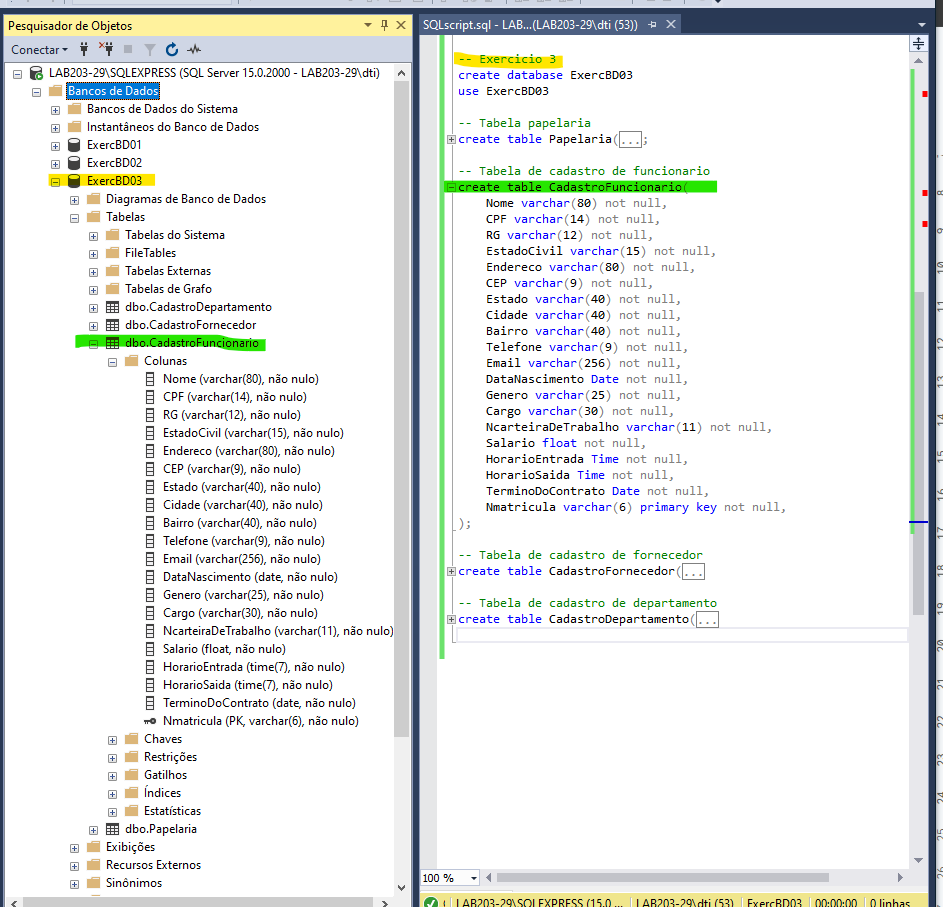 Pesquisador de Objetos
Conectar
LAB203-29\SQLEXPRESS (SQL Server 15.0.2000 - LAB203-29\dti)
Bancos de Dados
Bancos de Dados do Sistema
Instantâneos do Banco de Dados
ExercBD01
ExercBD02
ExercBD03
Diagramas de Banco de Dados
Tabelas
Tabelas do Sistema
FileTables
Tabelas Externas
Tabelas de Grafo
dbo.CadastroDepartamento
dbo.CadastroFornecedor
dbo.CadastroFuncionario
Colunas
Nome (varchar(80), não nulo)
CPF (varchar(14), não nulo)
RG (varchar(12), não nulo)
EstadoCivil (varchar(15), não nulo)
Endereco (varchar(80), não nulo)
CEP (varchar(9), não nulo)
Estado (varchar(40), não nulo)
Cidade (varchar(40), não nulo)
Bairro (varchar(40), não nulo)
Telefone (varchar(9), não nulo)
Email (varchar(256), não nulo)
DataNascimento (date, não nulo)
Genero (varchar(25), não nulo)
Cargo (varchar(30), não nulo)
NcarteiraDeTrabalho (varchar(11), não nulo)
Salario (float, não nulo)
HorarioEntrada (time(7), não nulo)
HorarioSaida (time(7), não nulo)
TerminoDoContrato (date, não nulo)
Nmatricula (PK, varchar(6), não nulo)
Chaves
Restrições
Gatilhos
Índices
Estatísticas
dbo.Papelaria
Exibições
Recursos Externos
Sinônimos
SQLscript.sql - LAB...(LAB203-29\dti (53))
-- Exercicio 3
create database ExercBD03
use ExercBD03
-- Tabela papelaria
create table Papelaria(...;
-- Tabela de cadastro de funcionario
create table CadastroFuncionario(
Nome varchar(80) not null,
CPF varchar(14) not null,
RG varchar(12) not null,
EstadoCivil varchar(15) not null,
Endereco varchar(80) not null,
CEP varchar(9) not null,
Estado varchar(40) not null,
Cidade varchar(40) not null,
Bairro varchar(40) not null,
Telefone varchar(9) not null,
Email varchar(256) not null,
DataNascimento Date not null,
Genero varchar(25) not null,
Cargo varchar(30) not null,
NcarteiraDeTrabalho varchar(11) not null,
Salario float not null,
HorarioEntrada Time not null,
HorarioSaida Time not null,
TerminoDoContrato Date not null,
Nmatricula varchar(6) primary key not null,
);
-- Tabela de cadastro de fornecedor
create table CadastroFornecedor(...
-- Tabela de cadastro de departamento
create table CadastroDepartamento(...
100 %
LAB203-29\SQLEXPRESS (15.0 ... LAB203-29\dti (53) ExercBD03 00:00:00 0 linhas